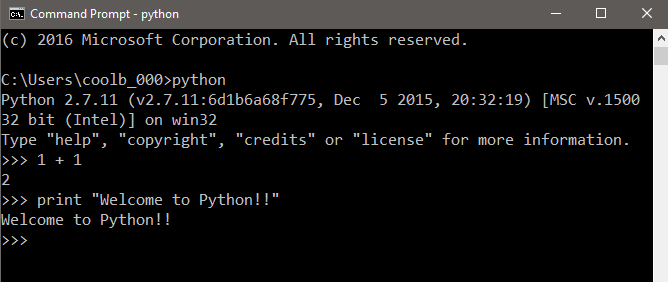 Command Prompt - python
(c) 2016 Microsoft Corporation. All rights reserved.
C:\Users\coolb_000>python
Python 2.7.11 (v2.7.11:6d1b6a68f775, Dec  5 2015, 20:32:19) [MSC v.1500
32 bit (Intel)] on win32
Type "help", "copyright", "credits" or "license" for more information.
>>> 1 + 1
2
>>> print "Welcome to Python!!"
Welcome to Python!!
>>>